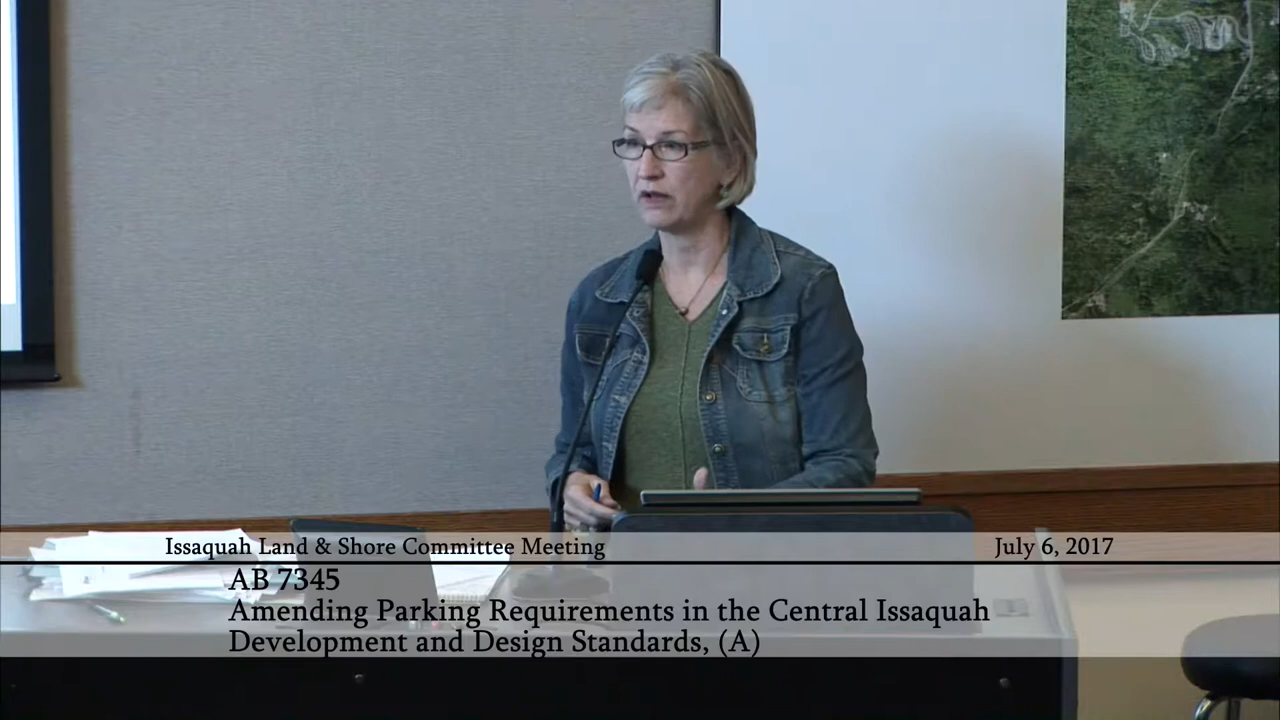 Issaquah Land & Shore Committee Meeting July 6, 2017
AB 7345
Amending Parking Requirements in the Central Issaquah
Development and Design Standards, (A)